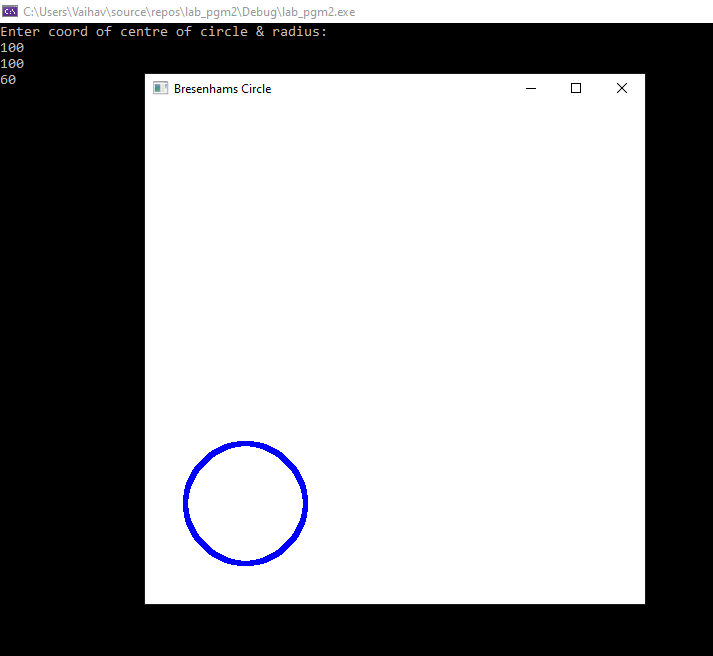 C:\Users\Vaihav\source\repos\lab_pgm2\Debug\lab_pgm2.exe
Enter coord of centre of circle & radius:
100
100
60
Bresenhams Circle